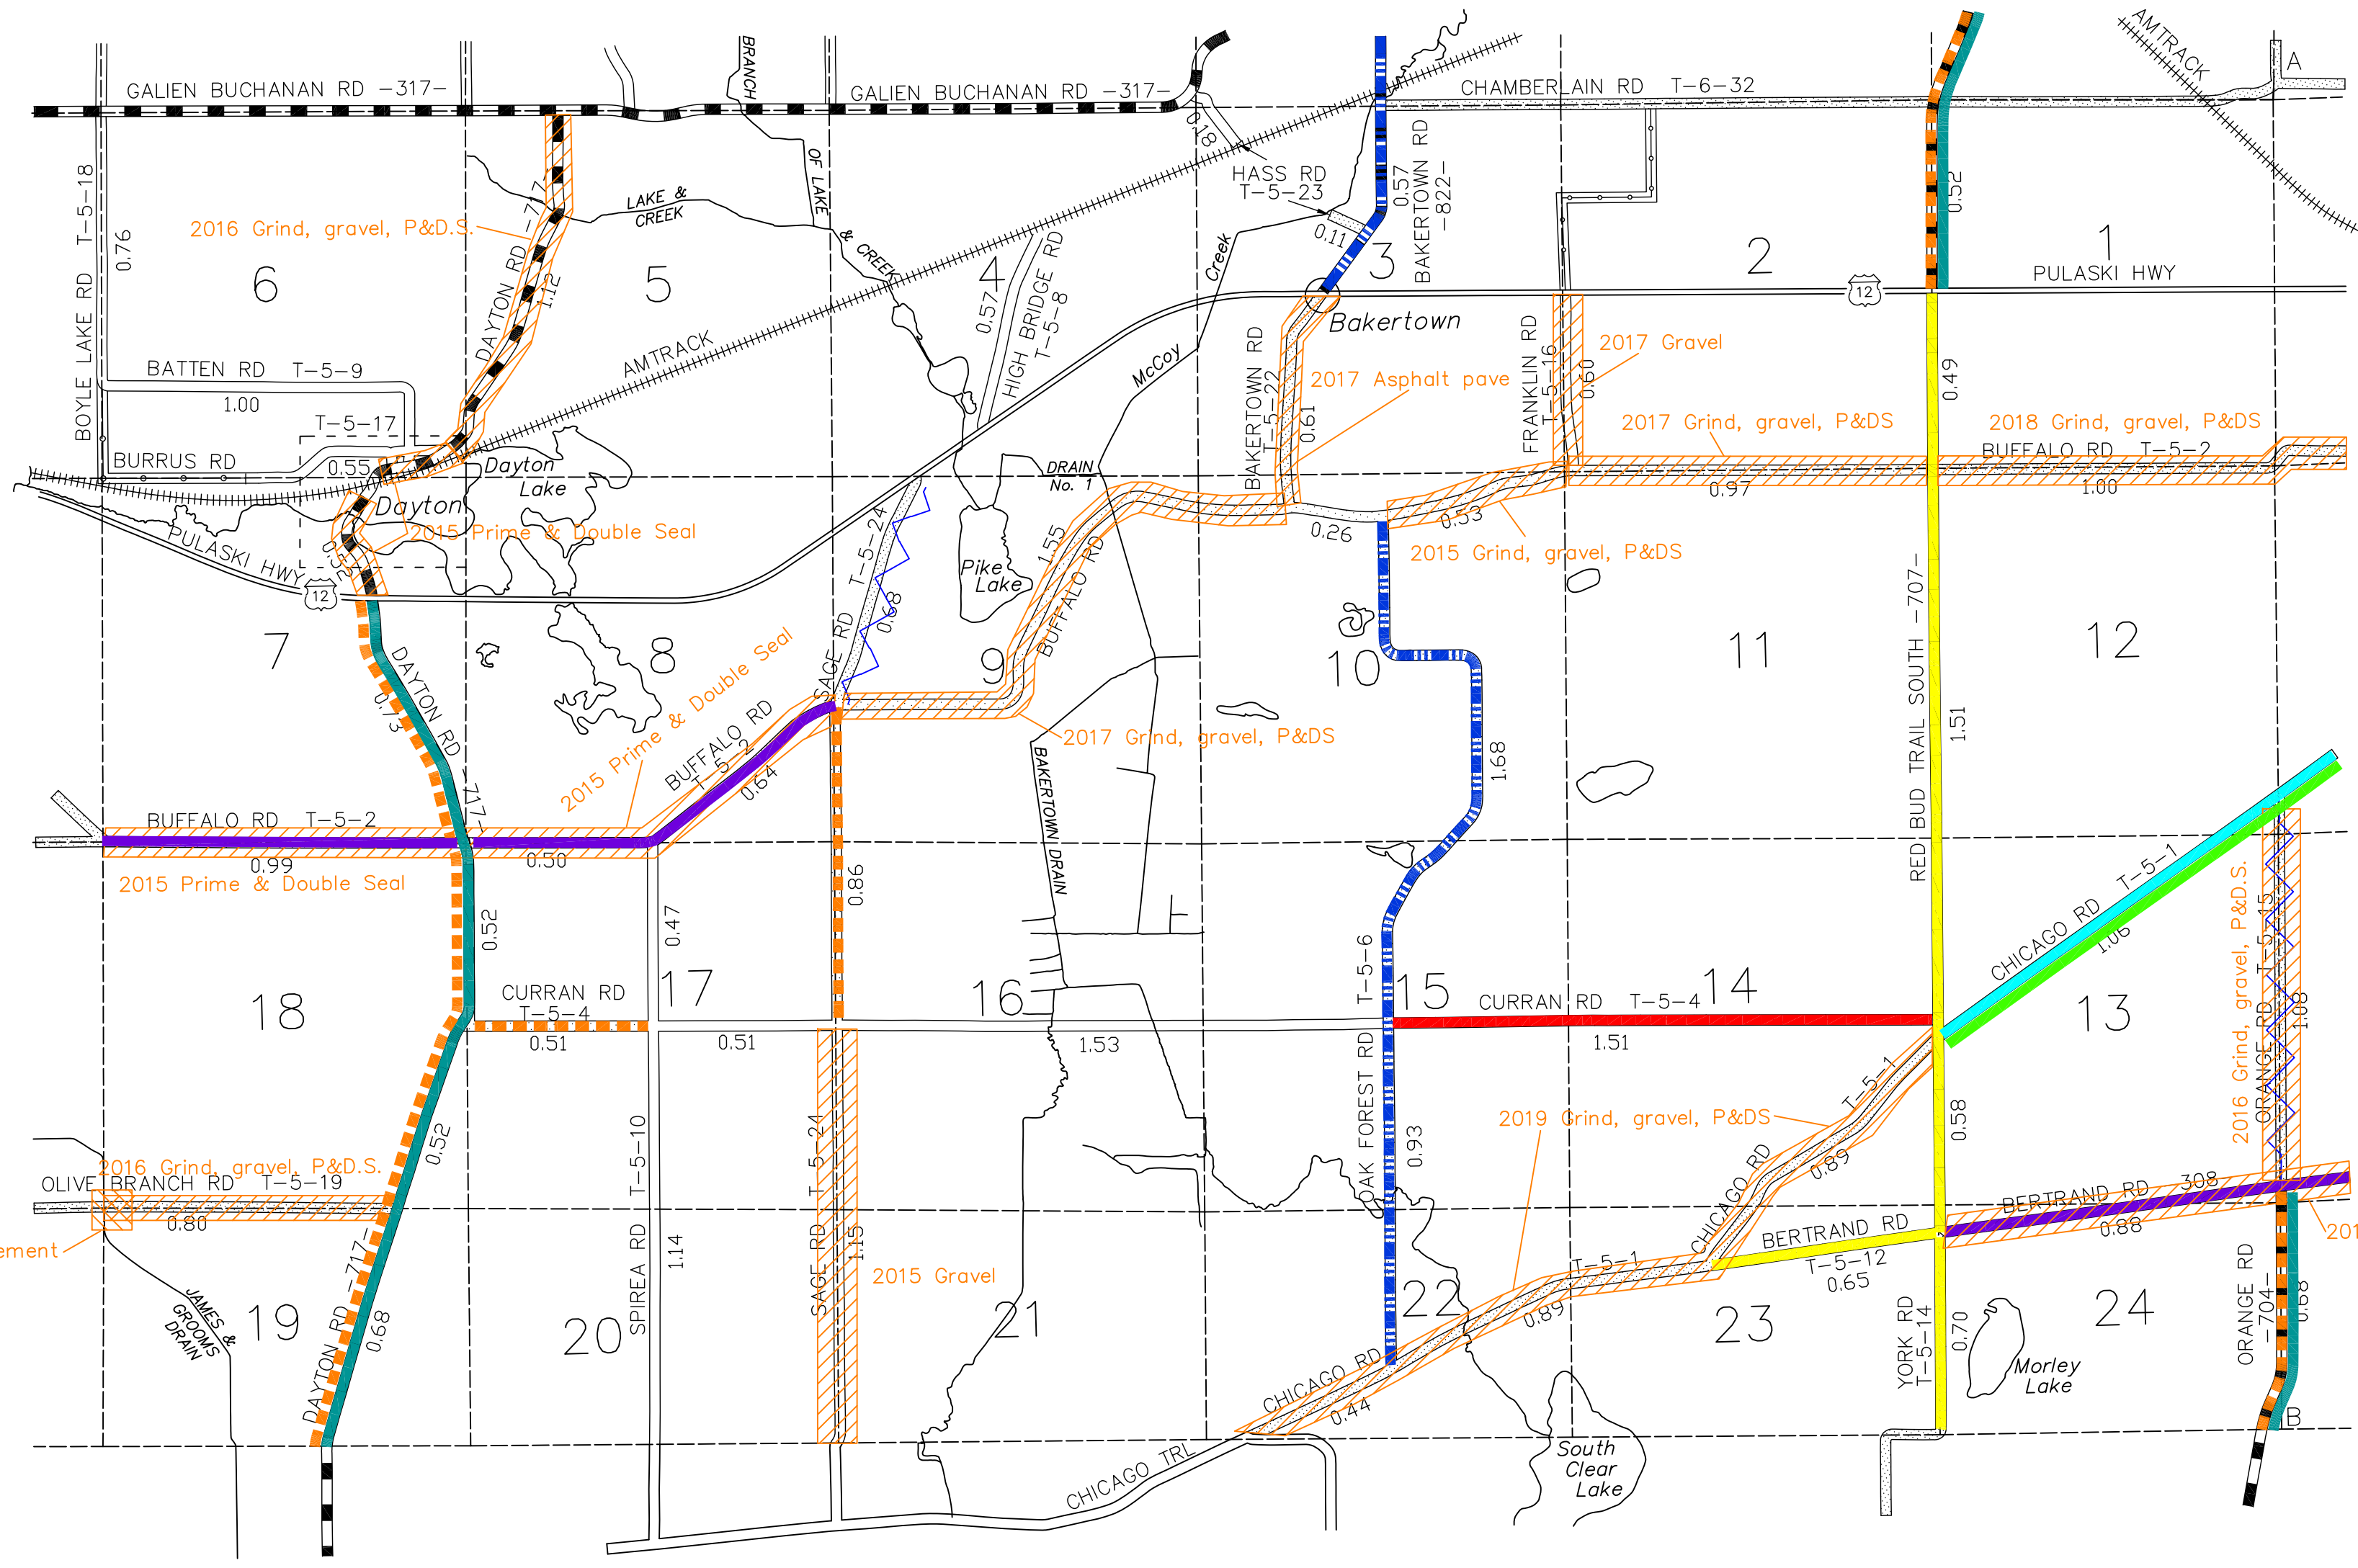 GALIEN BUCHANAN RD -317-
BRANCH
GALIEN BUCHANAN RD -317-
CHAMBERLAIN RD T-6-32
AMTRACK
A
BOYLE LAKE RD T-5-18
0.76
2016 Grind, gravel, P&D.S.
DAYTON RD -717-
1.12
LAKE &
CREEK
OF LAKE
& CREEK
0.18
HASS RD
T-5-23
0.11
0.57
BAKERTOWN RD
-822-
0.52
6
5
4
3
2
1
PULASKI HWY
12
0.57
HIGH BRIDGE RD
T-5-8
Creek
McCoy
Bakertown
AMTRACK
BATTEN RD T-5-9
1.00
T-5-17
BURRUS RD
0.55
Dayton
Lake
Dayton
2015 Prime & Double Seal
PULASKI HWY
12
DRAIN
No. 1
BAKERTOWN RD
T-5-22
0.61
2017 Asphalt pave
FRANKLIN RD
T-5-16
0.60
2017 Gravel
2017 Grind, gravel, P&DS
0.97
0.49
2018 Grind, gravel, P&DS
BUFFALO RD T-5-2
1.00
0.26
0.53
2015 Grind, gravel, P&DS
T-5-24
0.68
SAGE RD
Pike
Lake
1.55
BUFFALO RD
7
8
9
10
11
12
DAYTON RD -717-
0.73
2015 Prime & Double Seal
BUFFALO RD
T-5-2
0.64
2017 Grind, gravel, P&DS
BAKERTOWN DRAIN
1.68
RED BUD TRAIL SOUTH -707-
1.51
BUFFALO RD T-5-2
0.99
0.50
2015 Prime & Double Seal
0.52
0.47
0.86
CHICAGO RD T-5-1
1.06
2016 Grind, gravel, P&D.S.
ORANGE RD T-5-15
1.08
18
17
16
15
14
13
CURRAN RD
T-5-4
0.51
0.51
1.53
CURRAN RD T-5-4
1.51
OAK FOREST RD T-5-6
0.93
0.52
SPIREA RD T-5-10
1.14
SAGE RD T-5-24
1.15
2015 Gravel
2019 Grind, gravel, P&DS
T-5-1
CHICAGO RD
0.89
0.58
2016 Grind, gravel, P&D.S.
OLIVE BRANCH RD T-5-19
0.80
ement
JAMES &
GROOMS
DRAIN
DAYTON RD -717-
0.68
BERTRAND RD 308
0.88
201
BERTRAND RD
T-5-12
0.65
T-5-1
0.89
19
20
21
22
23
24
YORK RD
T-5-14
0.70
Morley
Lake
ORANGE RD
-704-
0.68
B
CHICAGO RD
0.44
CHICAGO TRL
South
Clear
Lake